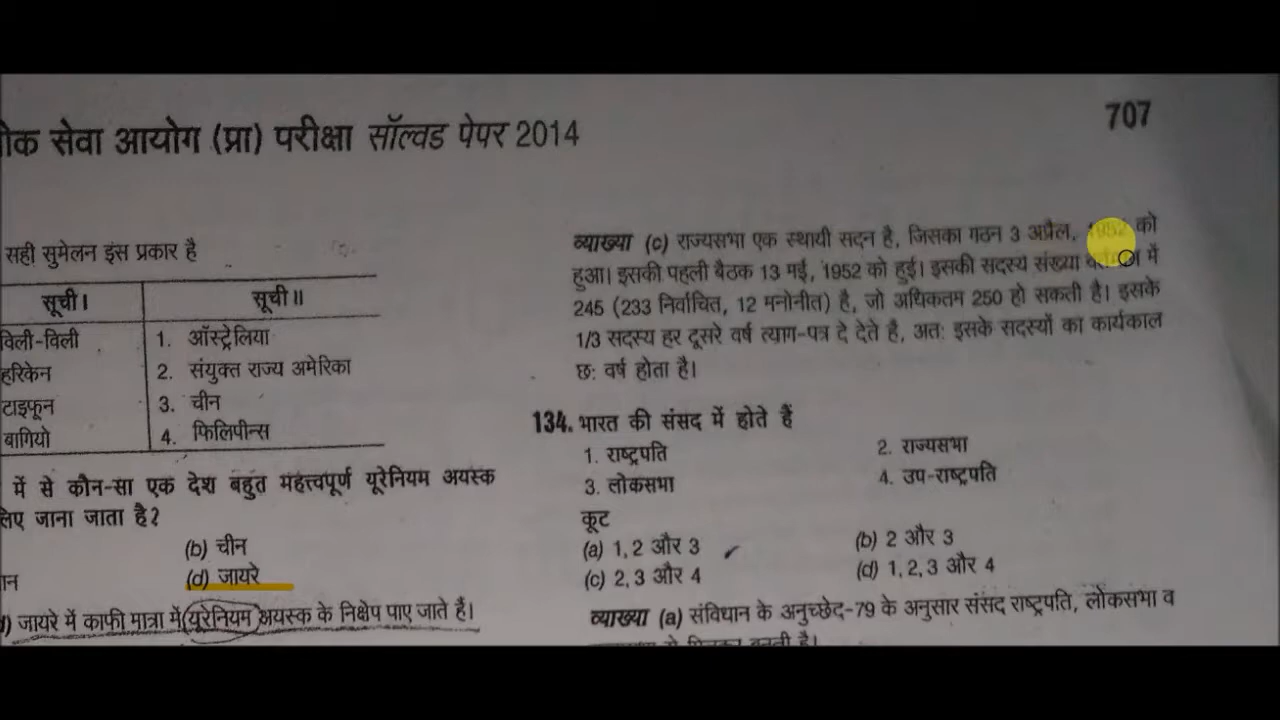 सेवा आयोग (प्रा) परीक्षा सॉल्वड पेपर 2014
707
सही सुमेलन इस प्रकार है
सूची। सूची॥
विली-विली 1. ऑस्ट्रेलिया
हरिकेन 2. संयुक्त राज्य अमेरिका
टाइफून 3. चीन
बागियो 4. फिलिपीन्स
में से कौन-सा एक देश बहुत महत्त्वपूर्ण यूरेनियम अयस्क
लिए जाना जाता है?
(b) चीन
(d) जायरे
जायरे में काफी मात्रा में यूरेनियम अयस्क के निक्षेप पाए जाते हैं।
व्याख्या (c) राज्यसभा एक स्थायी सदन है, जिसका गठन 3 अप्रैल, 1952 को
हुआ। इसकी पहली बैठक 13 मई, 1952 को हुई। इसकी सदस्य संख्या में
245 (233 निर्वाचित, 12 मनोनीत) है, जो अधिकतम 250 हो सकती है। इसके
1/3 सदस्य हर दूसरे वर्ष त्याग-पत्र दे देते है, अत: इसके सदस्यों का कार्यकाल
छ: वर्ष होता है।
134. भारत की संसद में होते हैं
1. राष्ट्रपति 2. राज्यसभा
3. लोकसभा 4. उप-राष्ट्रपति
कूट
(a) 1, 2 और 3 (b) 2 और 3
(c) 2, 3 और 4 (d) 1, 2, 3 और 4
व्याख्या (a) संविधान के अनुच्छेद-79 के अनुसार संसद राष्ट्रपति, लोकसभा व